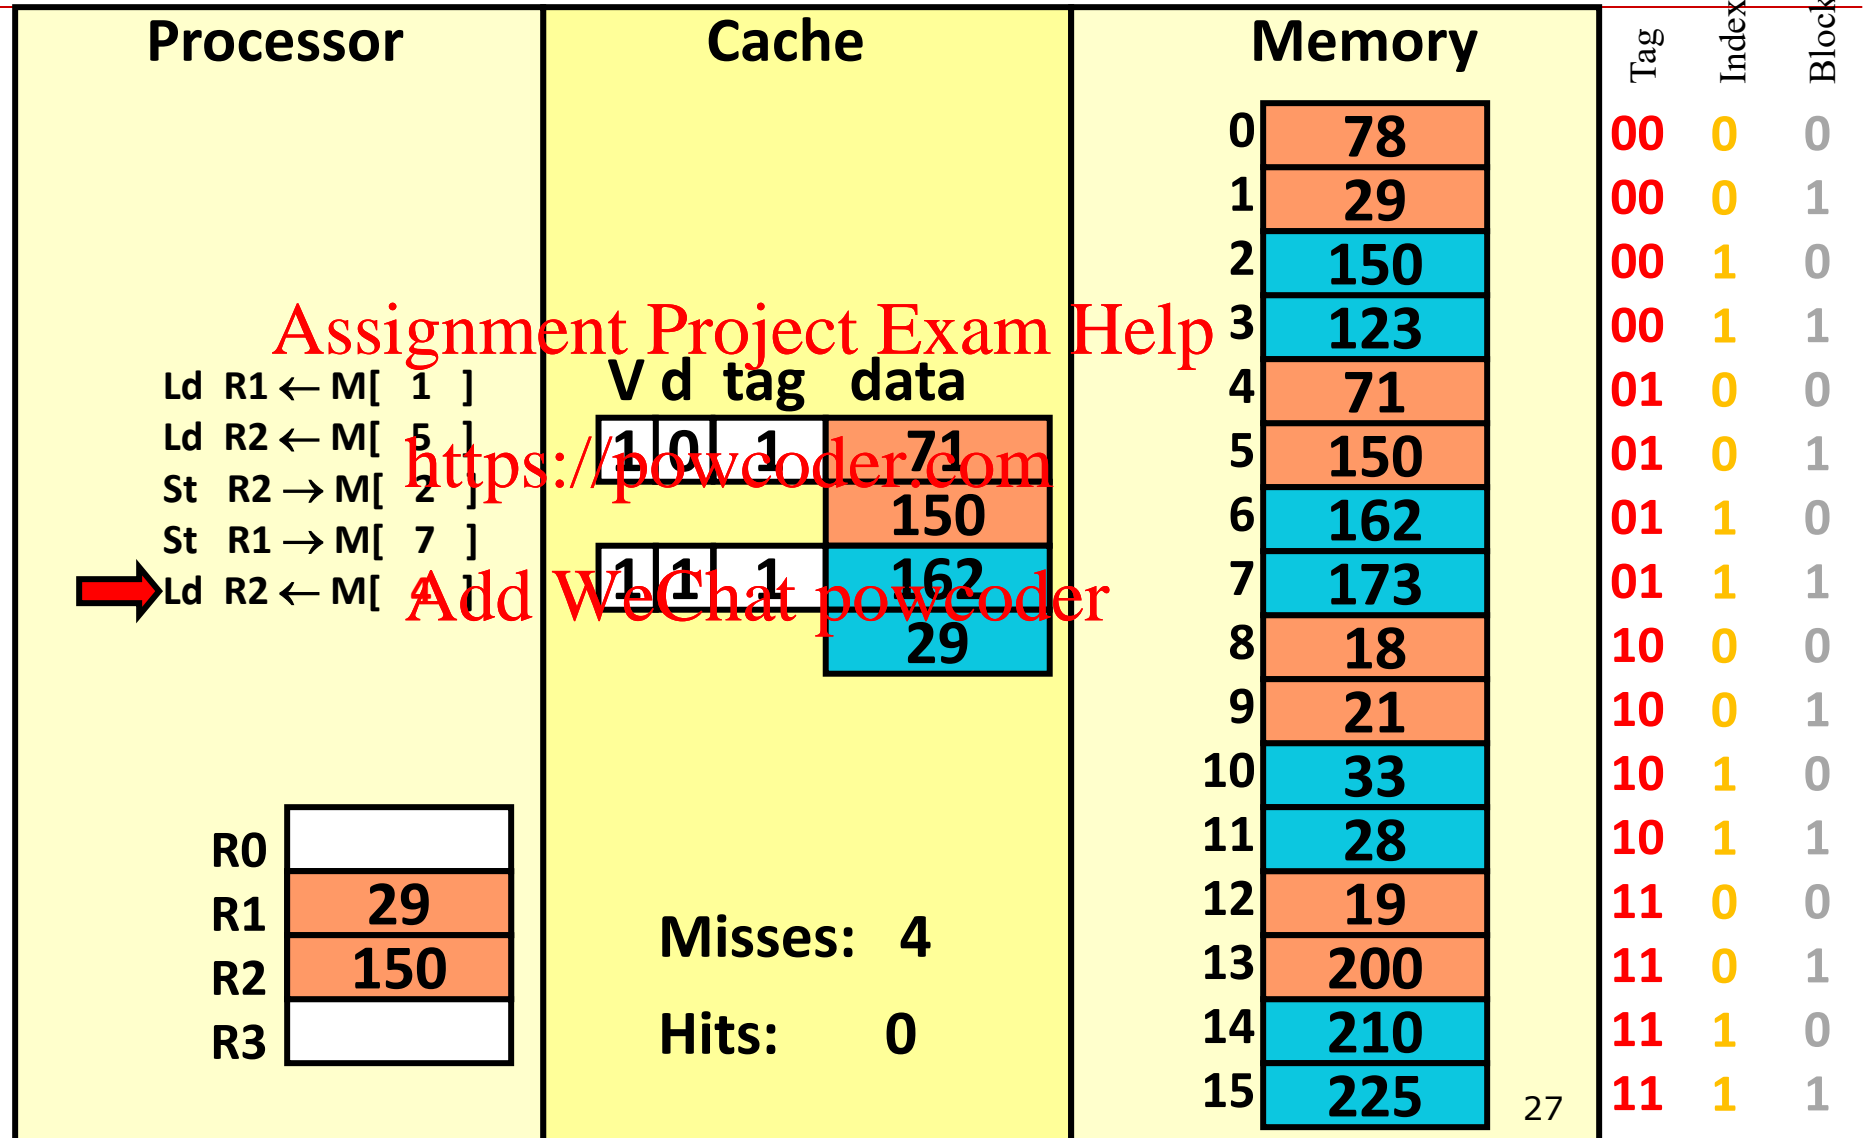 Processor Cache Memory Tag Index Block
0 78 00 0 0
1 29 00 0 1
2 150 00 1 0
Assignment Project Exam Help
3 123 00 1 1
Ld R1 ← M[ 1 ] V d tag data 4 71 01 0 0
Ld R2 ← M[ 5 ] 1 0 1 71 5 150 01 0 1
https://powcoder.com
St R2 → M[ 2 ] 150 6 162 01 1 0
St R1 → M[ 7 ]
Ld R2 ← M[ 4 ] 1 1 1 162 7 173 01 1 1
Add WeChat powcoder
29 8 18 10 0 0
9 21 10 0 1
10 33 10 1 0
R0 11 28 10 1 1
R1 29 Misses: 4 12 19 11 0 0
R2 150 13 200 11 0 1
R3 Hits: 0 14 210 11 1 0
15 225 27 11 1 1